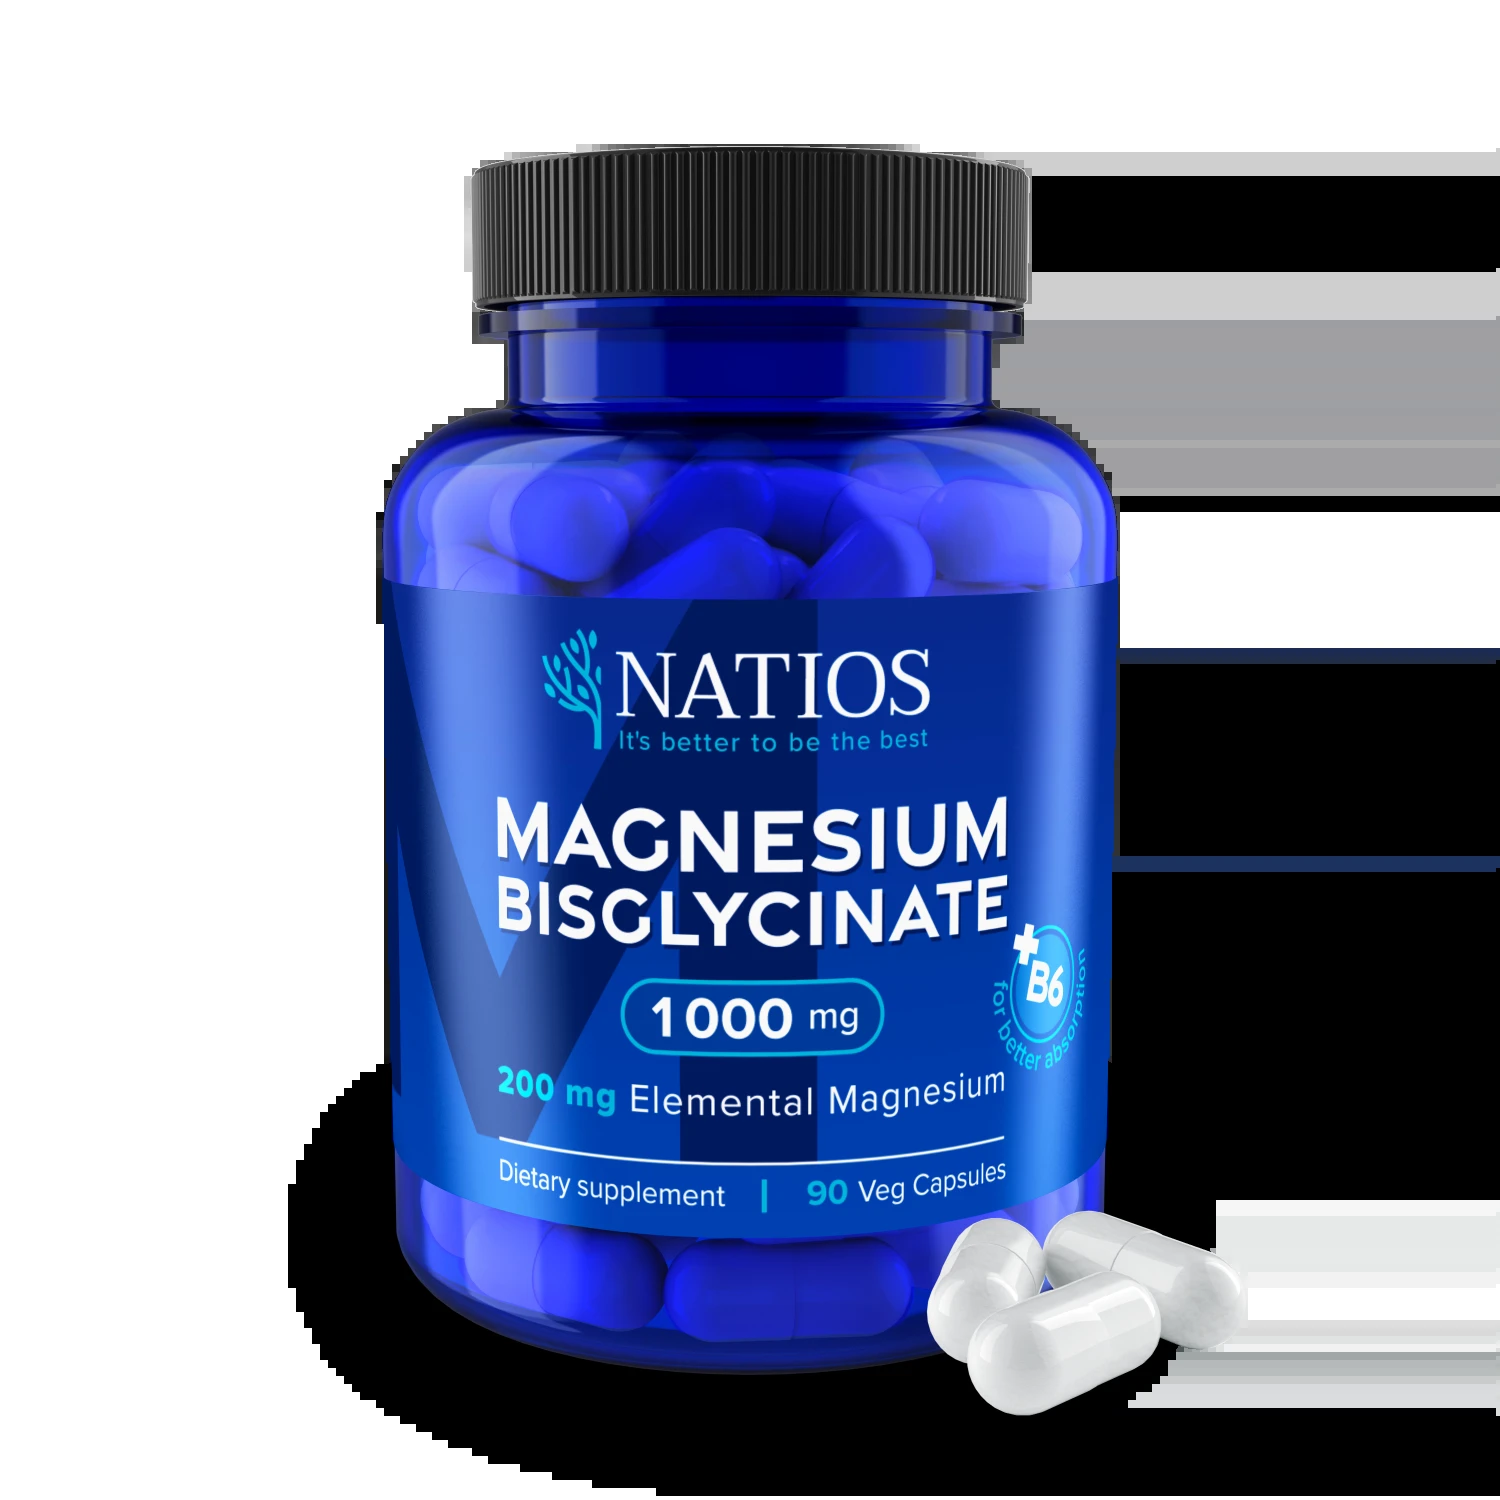 NATIOS
It's better to be the best
MAGNESIUM
BISGLYCINATE
+B6
for better absorption
1000 mg
200 mg Elemental Magnesium
Dietary supplement | 90 Veg Capsules